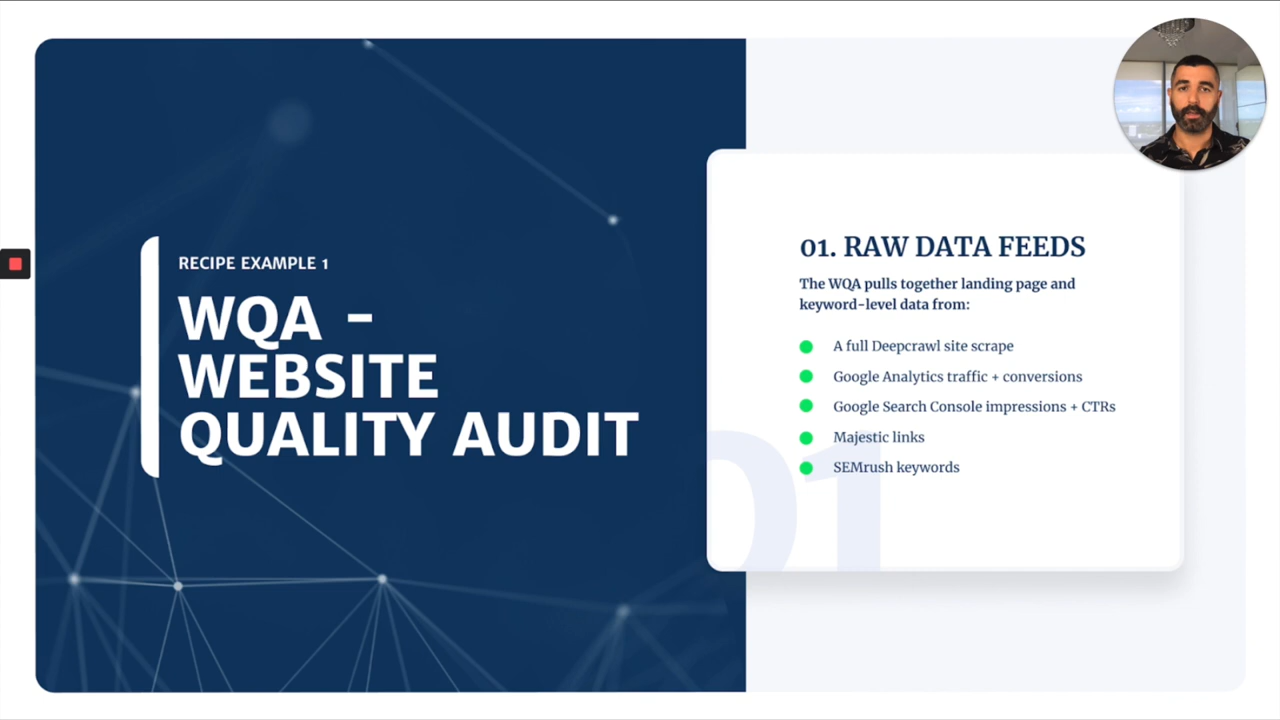 RECIPE EXAMPLE 1
WQA -
WEBSITE
QUALITY AUDIT
01. RAW DATA FEEDS
The WQA pulls together landing page and
keyword-level data from:
A full Deepcrawl site scrape
Google Analytics traffic + conversions
Google Search Console impressions + CTRs
Majestic links
SEMrush keywords
01